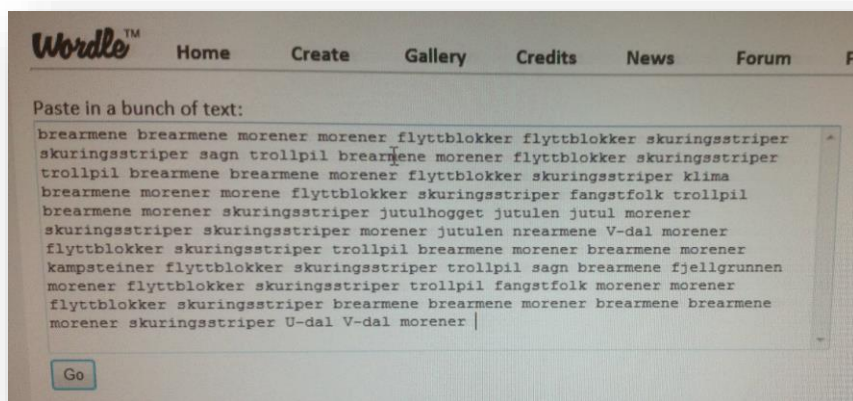 Wordle™ Home Create Gallery Credits News Forum F
Paste in a bunch of text:
brearmene brearmene morener morener flyttblokker flyttblokker skuringsstriper
skuringsstriper sagn trollpil brearmene morener flyttblokker skuringsstriper
trollpil brearmene brearmene morener flyttblokker skuringsstriper klima
brearmene morener morene flyttblokker skuringsstriper fangstfolk trollpil
brearmene morener skuringsstriper jutulhogget jutulen jutul morener
skuringsstriper skuringsstriper morener jutulen nrearmene V-dal morener
flyttblokker skuringsstriper trollpil brearmene morener brearmene morener
kampsteiner flyttblokker skuringsstriper trollpil sagn brearmene fjellgrunnen
morener flyttblokker skuringsstriper trollpil fangstfolk morener morener
flyttblokker skuringsstriper brearmene brearmene morener brearmene brearmene
morener skuringsstriper U-dal V-dal morener
Go